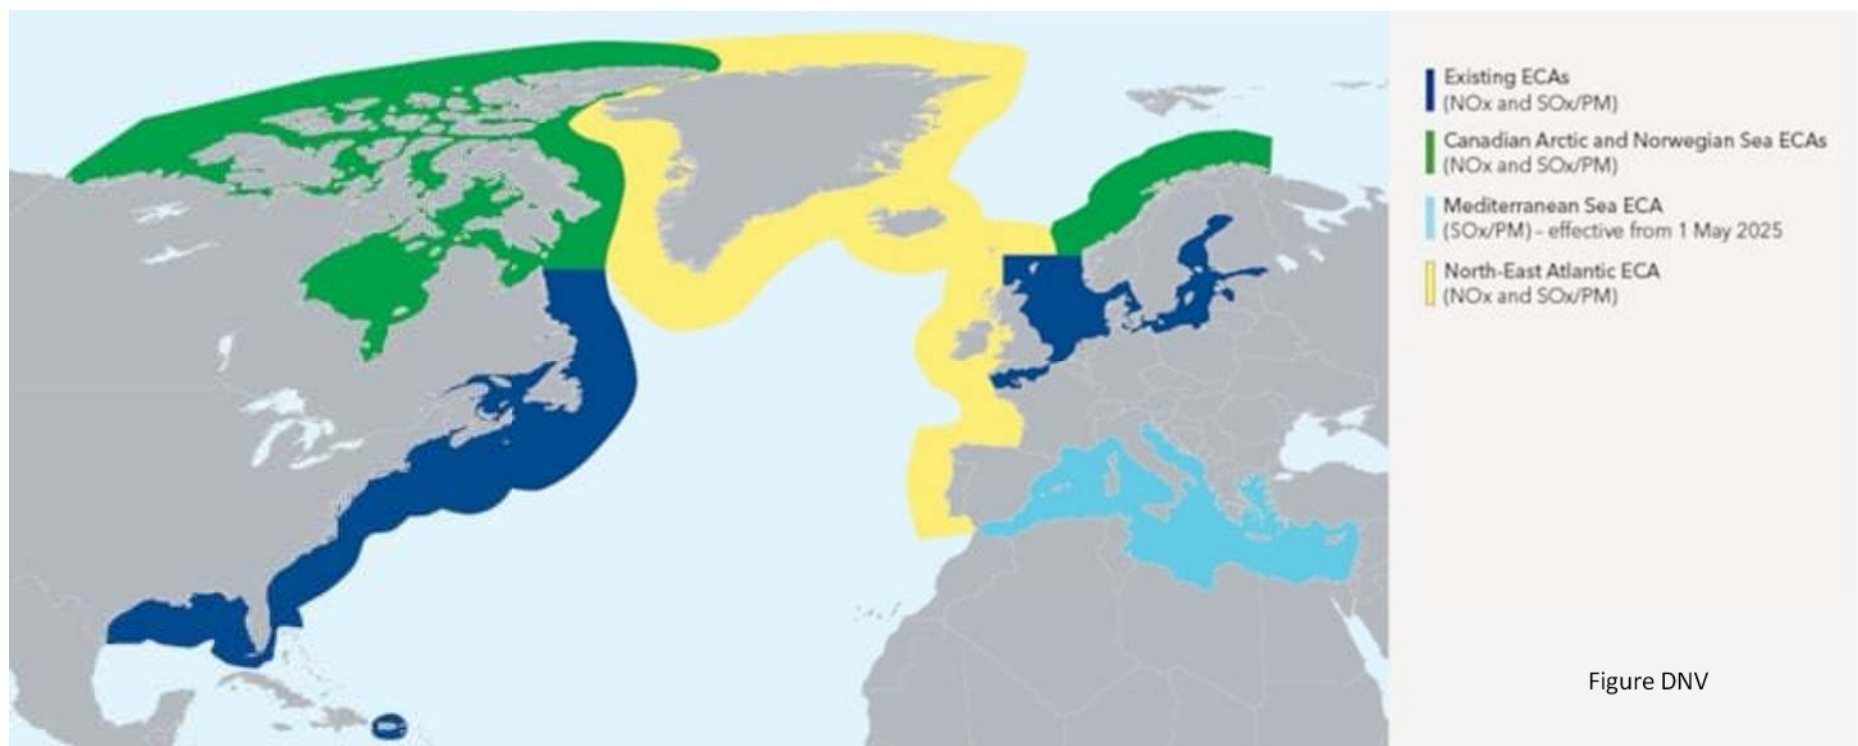 Existing ECAs
(NOx and SOx/PM)
Canadian Arctic and Norwegian Sea ECAs
(NOx and SOx/PM)
Mediterranean Sea ECA
(SOx/PM) - effective from 1 May 2025
North-East Atlantic ECA
(NOx and SOx/PM)
Figure DNV